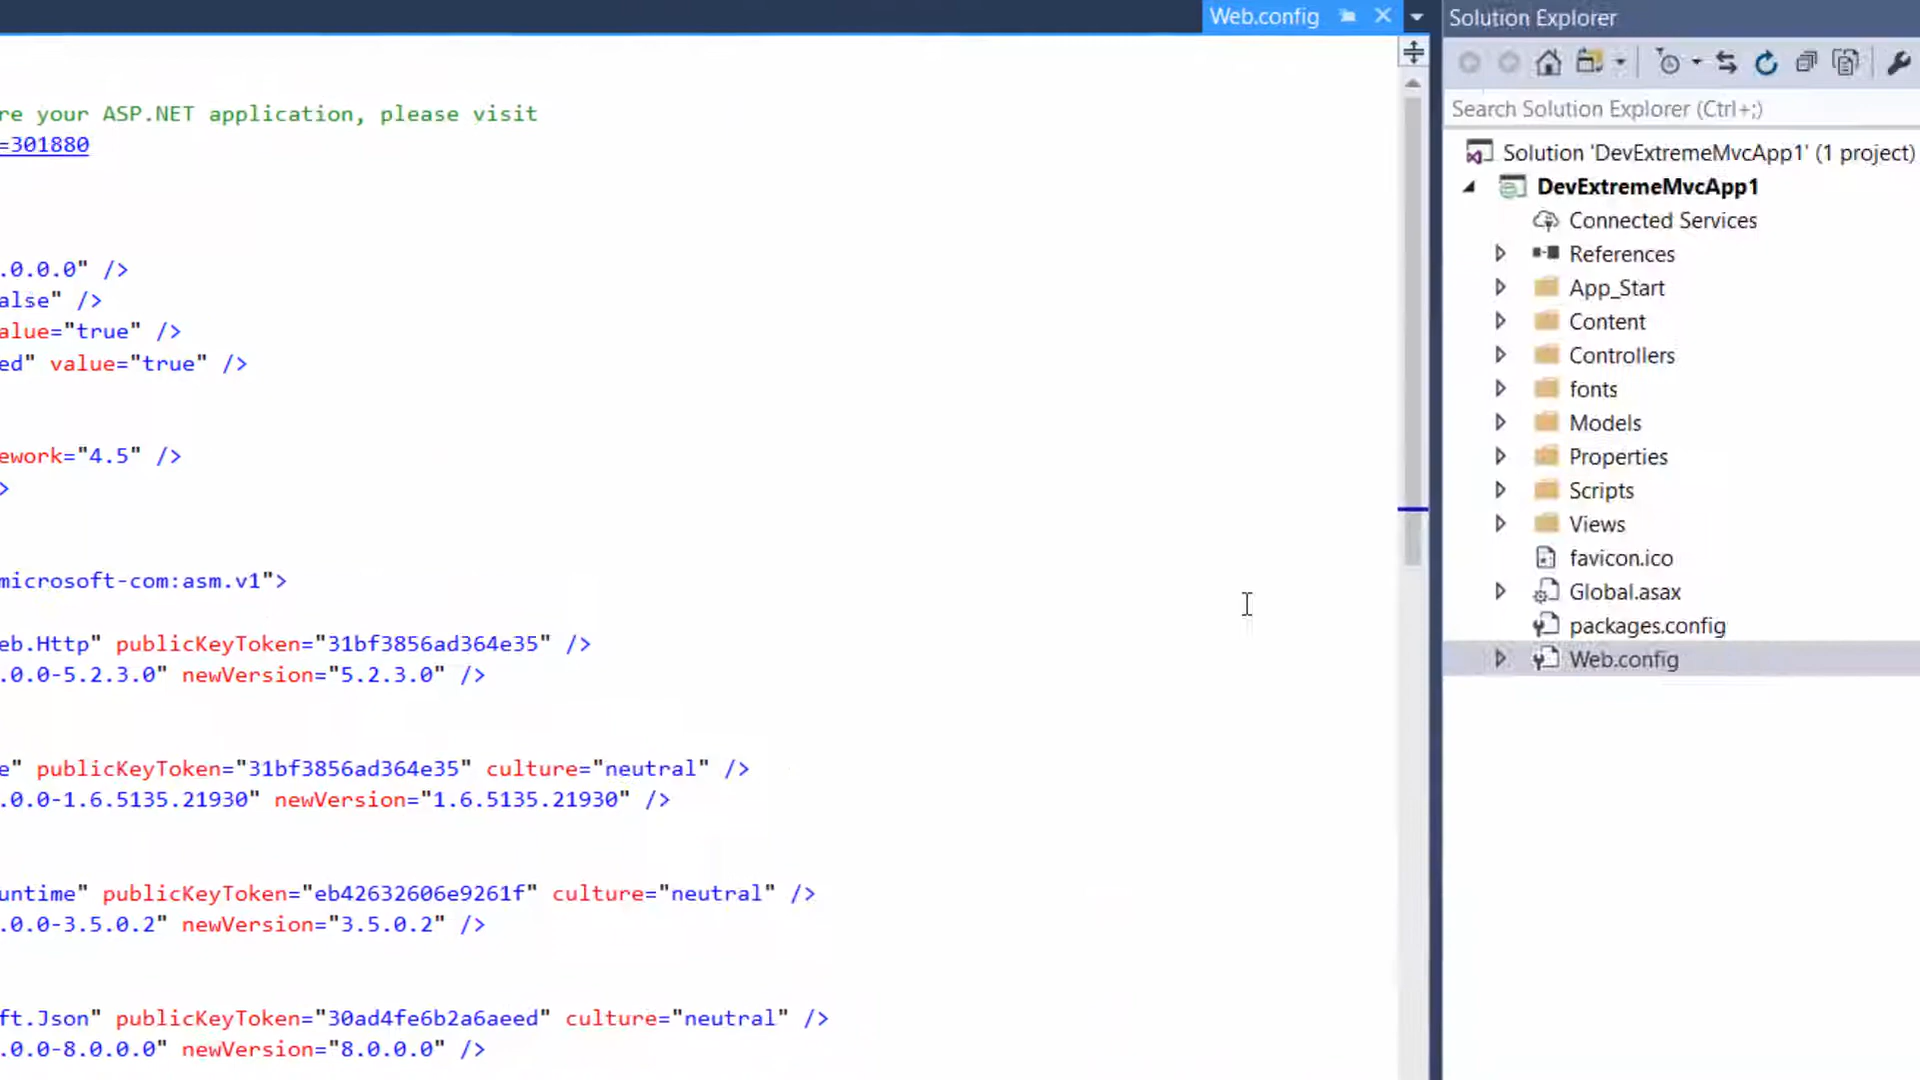 Web.config
re your ASP.NET application, please visit
=301880
.0.0.0" />
alse" />
alue="true" />
ed" value="true" />
ework="4.5" />
>
microsoft-com:asm.v1">
eb.Http" publicKeyToken="31bf3856ad364e35" />
.0.0-5.2.3.0" newVersion="5.2.3.0" />
e" publicKeyToken="31bf3856ad364e35" culture="neutral" />
.0.0-1.6.5135.21930" newVersion="1.6.5135.21930" />
untime" publicKeyToken="eb42632606e9261f" culture="neutral" />
.0.0-3.5.0.2" newVersion="3.5.0.2" />
ft.Json" publicKeyToken="30ad4fe6b2a6aeed" culture="neutral" />
.0.0-8.0.0.0" newVersion="8.0.0.0" />
Solution Explorer
Search Solution Explorer (Ctrl+;)
Solution 'DevExtremeMvcApp1' (1 project)
DevExtremeMvcApp1
Connected Services
References
App_Start
Content
Controllers
fonts
Models
Properties
Scripts
Views
favicon.ico
Global.asax
packages.config
Web.config